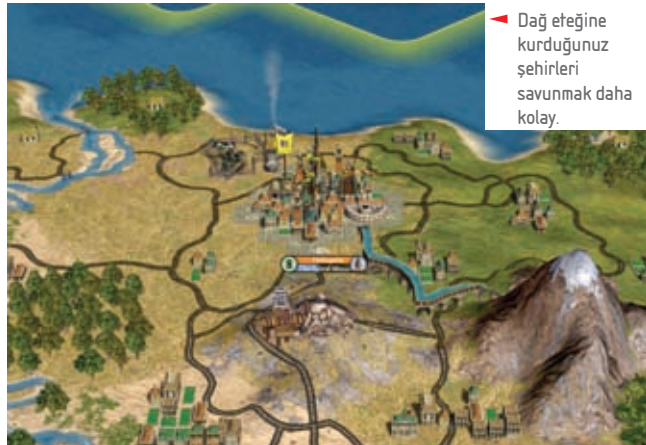 Dağ eteğine
kurduğunuz
şehirleri
savunmak daha
kolay.